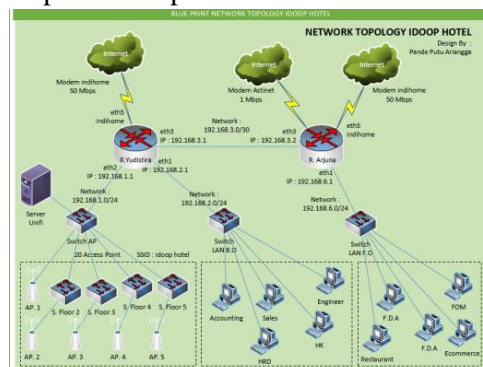 BLUE PRINT NETWORK TOPOLOGY IDOOP HOTEL
NETWORK TOPOLOGY IDOOP HOTEL
Design By :
Pande Putu Ariangga
Internet
Internet
Internet
Modem indihome
50 Mbps
Modem Astinet
1 Mbps
Modem indihome
50 Mbps
eth5
indihome
Network :
192.168.3.0/30
eth5
indihome
eth3
IP : 192.168.3.1
eth3
IP : 192.168.3.2
R.Yudistira
R. Arjuna
eth2
IP : 192.168.1.1
eth1
IP : 192.168.2.1
eth1
IP : 192.168.6.1
Network :
192.168.1.0/24
Network :
192.168.2.0/24
Network :
192.168.6.0/24
Server
Unifi
Switch AP
Switch
LAN B.O
Switch
LAN F.O
20 Access Point
SSID : idoop hotel
AP. 1
S. Floor 2
S. Floor 3
S. Floor 4
S. Floor 5
AP. 2
AP. 3
AP. 4
AP. 5
Accounting
Sales
Engineer
HRD
HK
F.D.A
FOM
Restaurant
F.D.A
Ecommerce